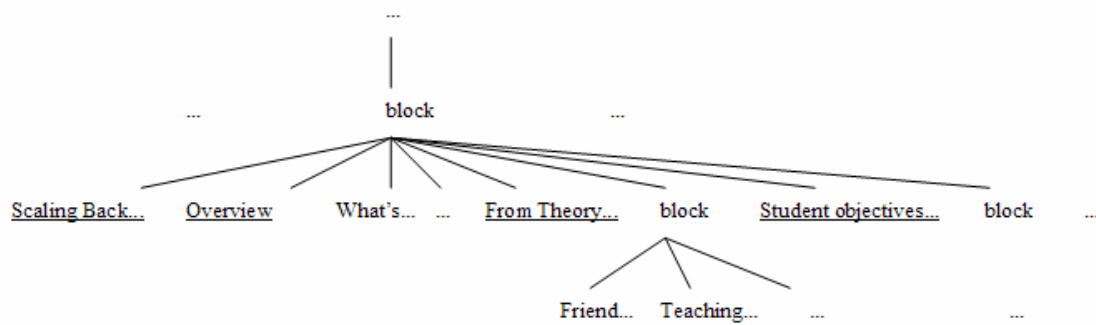 ...
... block ...
Scaling Back... Overview What's... ... From Theory... block Student objectives... block ...
Friend... Teaching... ... ...